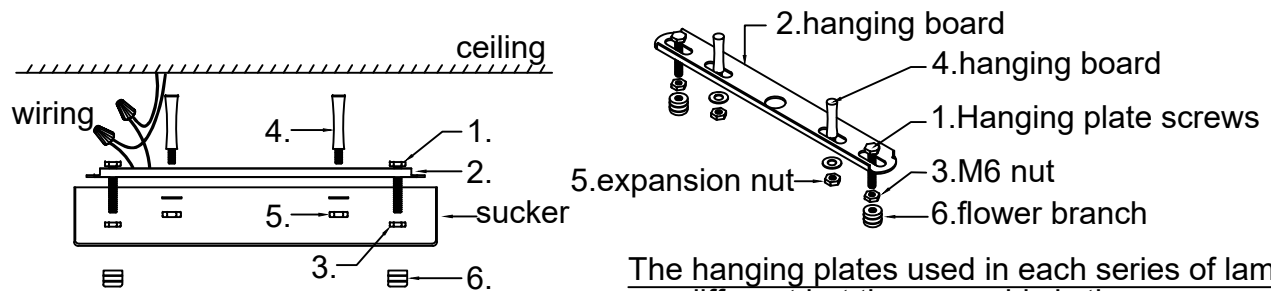 ceiling
wiring
4.
1.
2.
5.
sucker
3.
6.
2.hanging board
4.hanging board
1.Hanging plate screws
5.expansion nut
3.M6 nut
6.flower branch
The hanging plates used in each series of lam